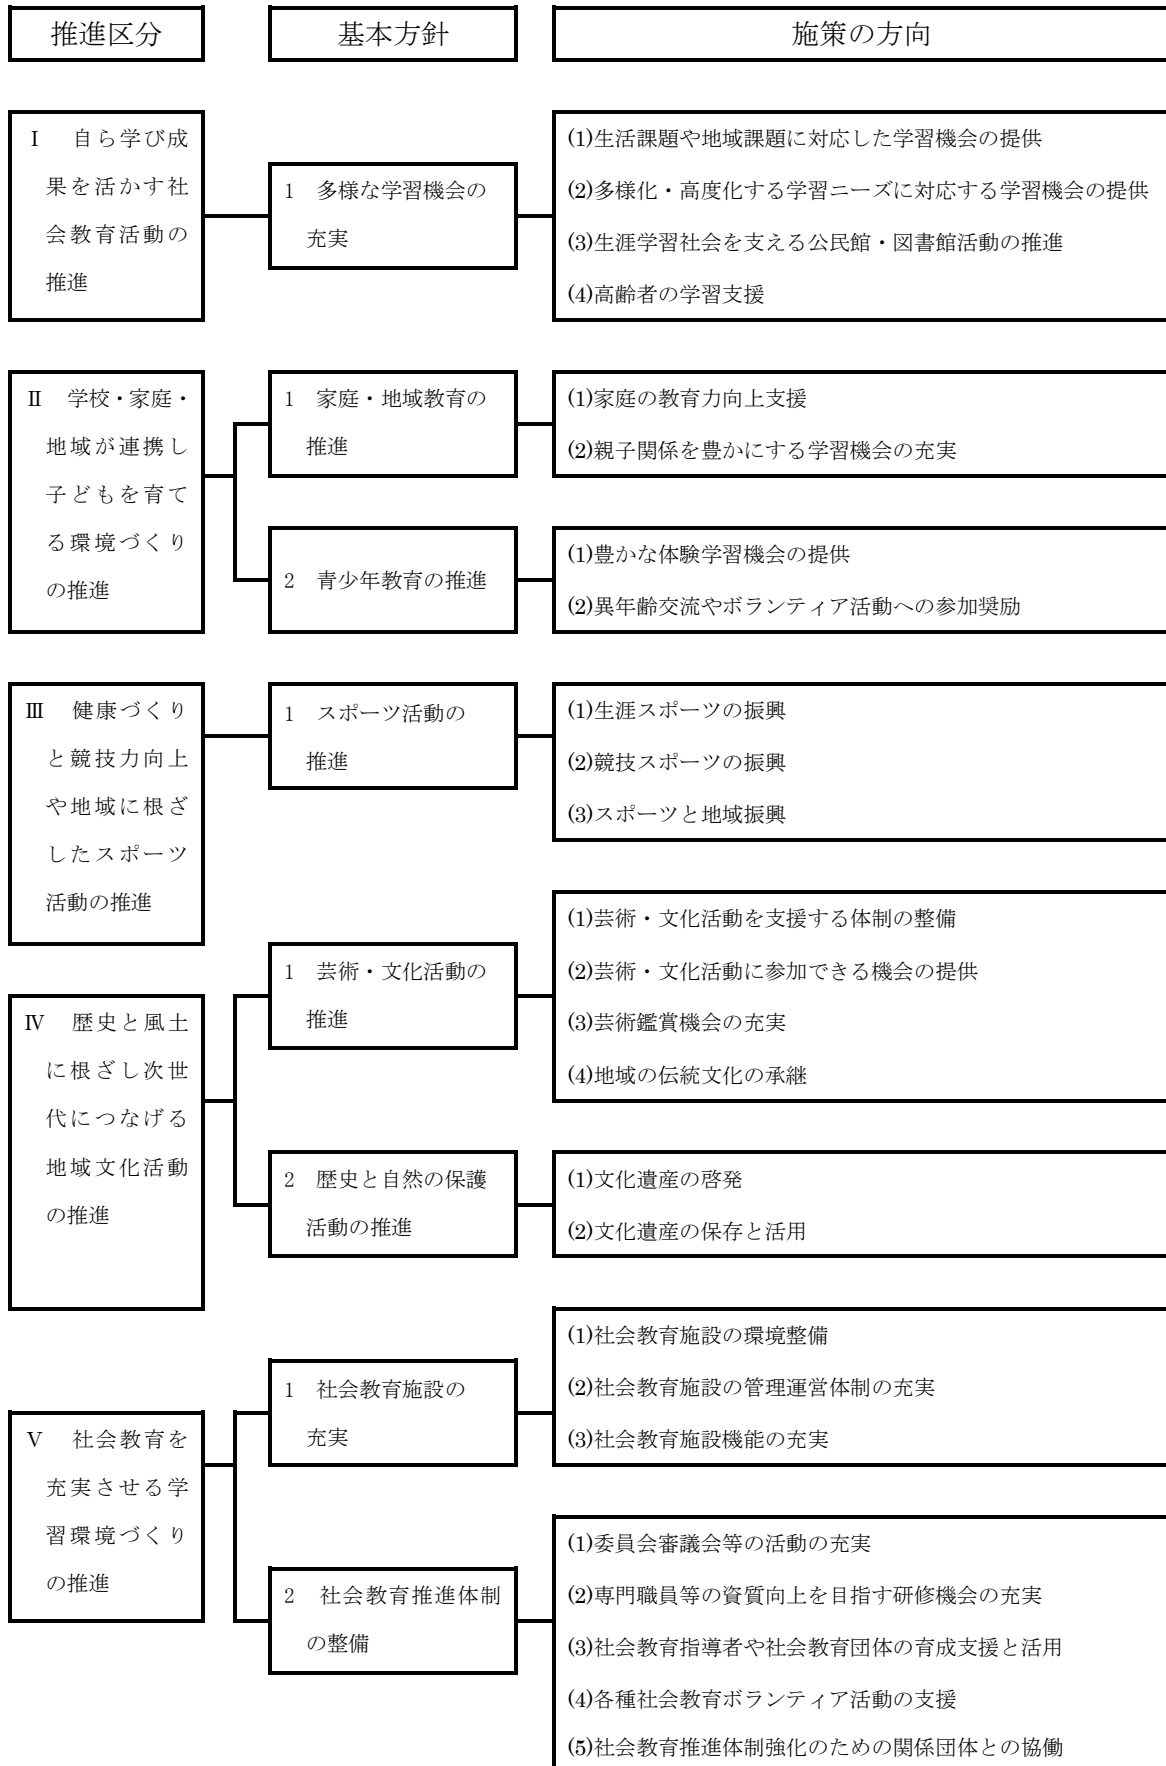 推進区分
基本方針
施策の方向
Ⅰ　自ら学び成
果を活かす社
会教育活動の
推進
1　多様な学習機会の
充実
(1)生活課題や地域課題に対応した学習機会の提供
(2)多様化・高度化する学習ニーズに対応する学習機会の提供
(3)生涯学習社会を支える公民館・図書館活動の推進
(4)高齢者の学習支援
Ⅱ　学校・家庭・
地域が連携し
子どもを育て
る環境づくり
の推進
1　家庭・地域教育の
推進
(1)家庭の教育力向上支援
(2)親子関係を豊かにする学習機会の充実
2　青少年教育の推進
(1)豊かな体験学習機会の提供
(2)異年齢交流やボランティア活動への参加奨励
Ⅲ　健康づくり
と競技力向上
や地域に根ざ
したスポーツ
活動の推進
1　スポーツ活動の
推進
(1)生涯スポーツの振興
(2)競技スポーツの振興
(3)スポーツと地域振興
Ⅳ　歴史と風土
に根ざし次世
代につなげる
地域文化活動
の推進
1　芸術・文化活動の
推進
(1)芸術・文化活動を支援する体制の整備
(2)芸術・文化活動に参加できる機会の提供
(3)芸術鑑賞機会の充実
(4)地域の伝統文化の承継
2　歴史と自然の保護
活動の推進
(1)文化遺産の啓発
(2)文化遺産の保存と活用
Ⅴ　社会教育を
充実させる学
習環境づくり
の推進
1　社会教育施設の
充実
(1)社会教育施設の環境整備
(2)社会教育施設の管理運営体制の充実
(3)社会教育施設機能の充実
2　社会教育推進体制
の整備
(1)委員会審議会等の活動の充実
(2)専門職員等の資質向上を目指す研修機会の充実
(3)社会教育指導者や社会教育団体の育成支援と活用
(4)各種社会教育ボランティア活動の支援
(5)社会教育推進体制強化のための関係団体との協働